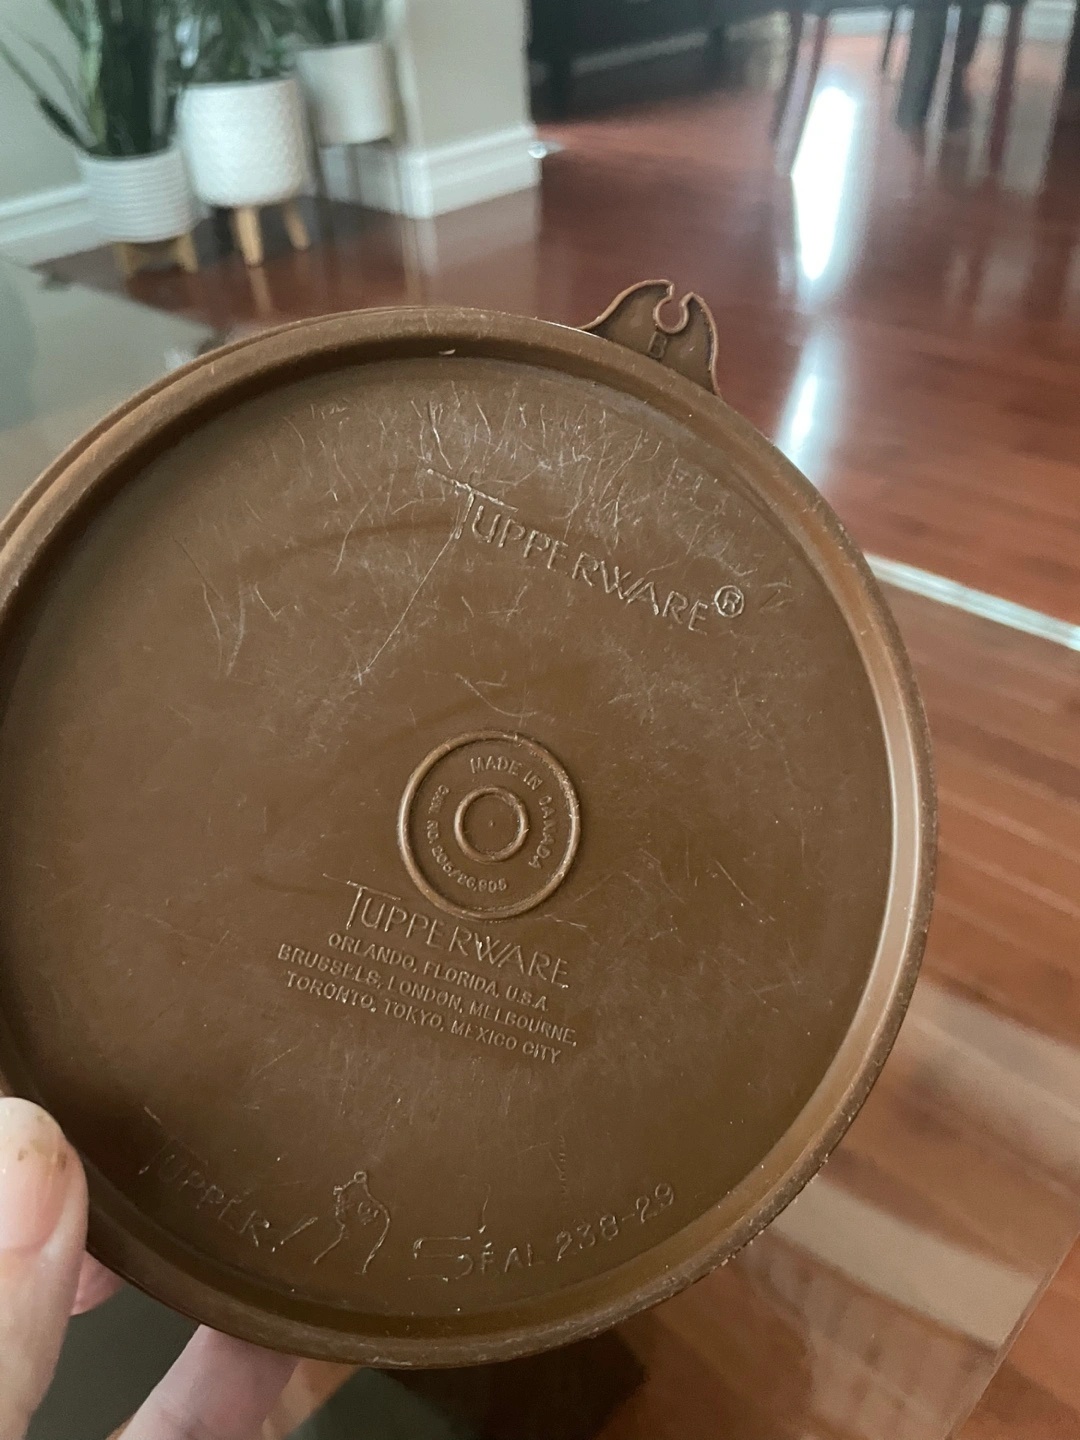 B
TUPPERWARE®
MADE IN CANADA
TUPPERWARE
ORLANDO, FLORIDA, U.S.A.
BRUSSELS, LONDON, MELBOURNE,
TORONTO, TOKYO, MEXICO CITY
TUPPER!
SEAL 238-29